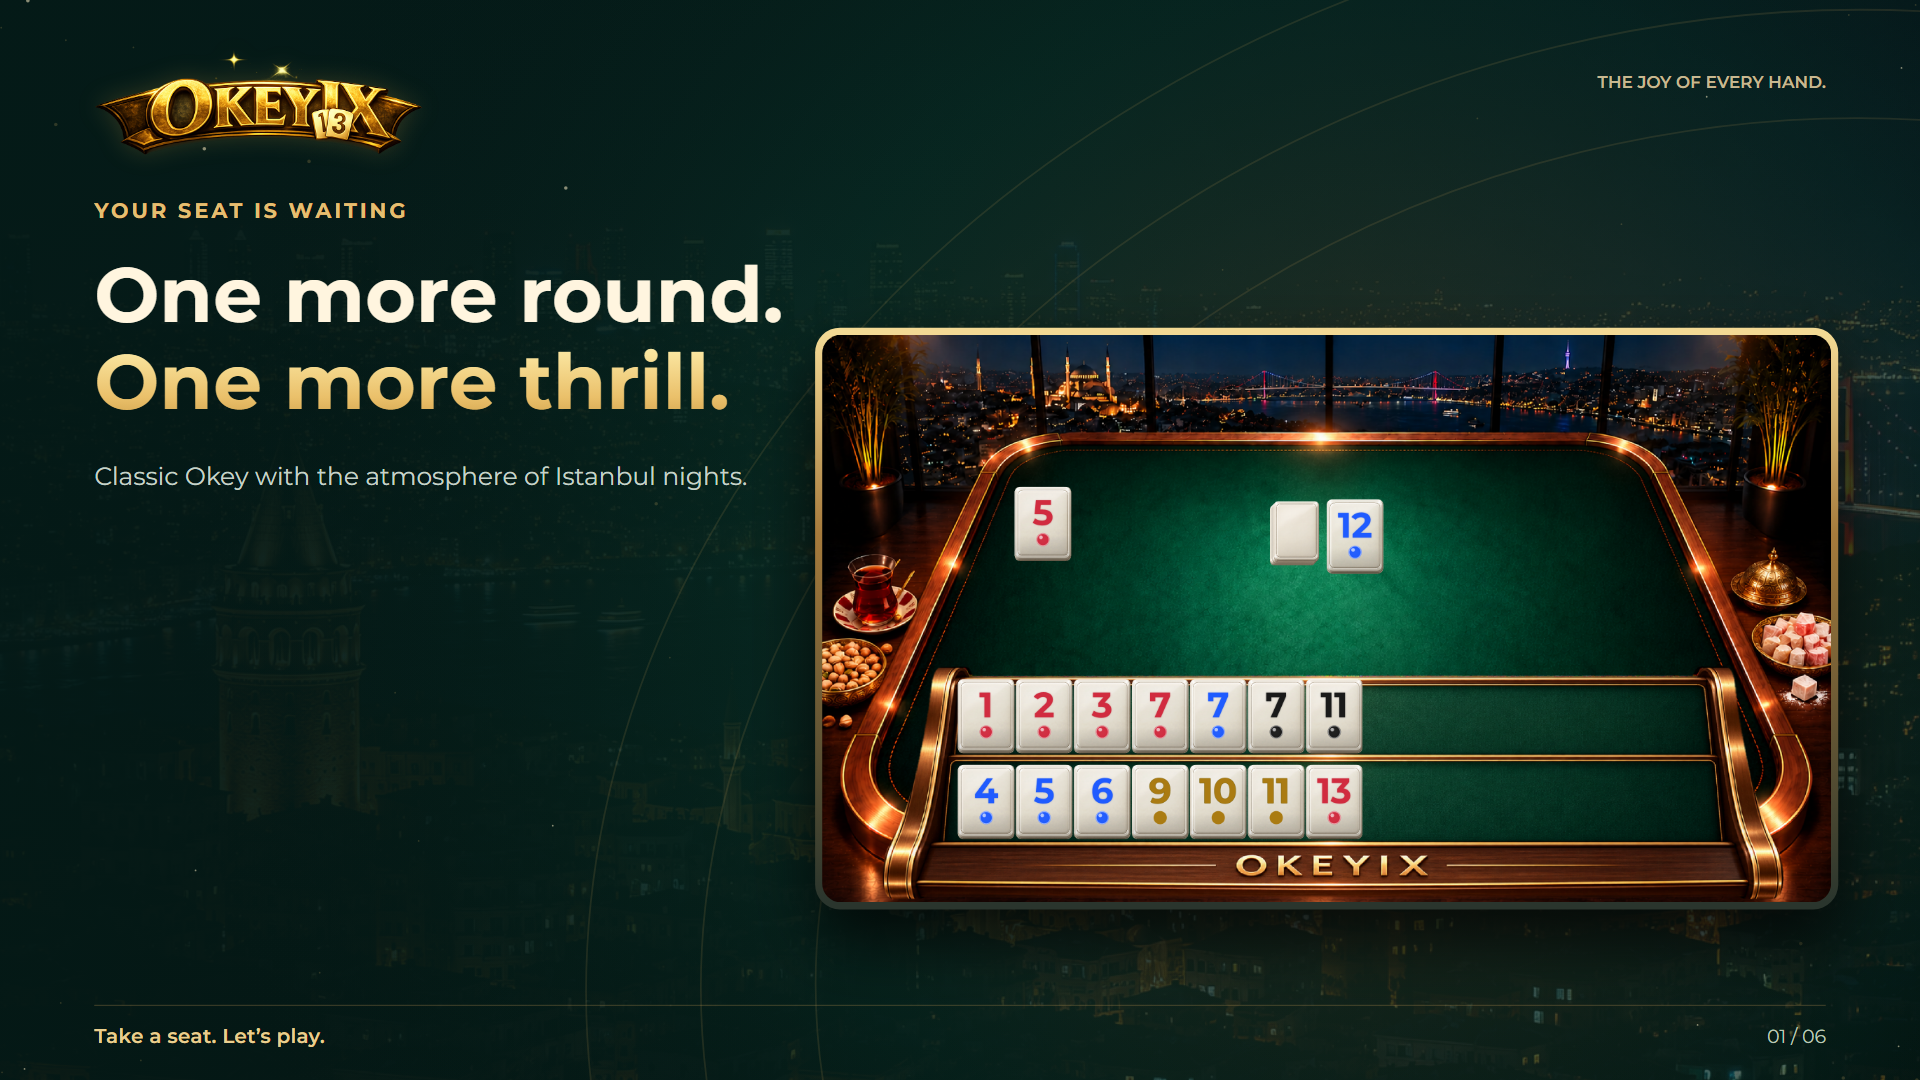 OKEYIX
13
THE JOY OF EVERY HAND.
YOUR SEAT IS WAITING
One more round.
One more thrill.
Classic Okey with the atmosphere of Istanbul nights.
5
12
1 2 3 7 7 7 11
4 5 6 9 10 11 13
OKEYIX
Take a seat. Let’s play.
01 / 06